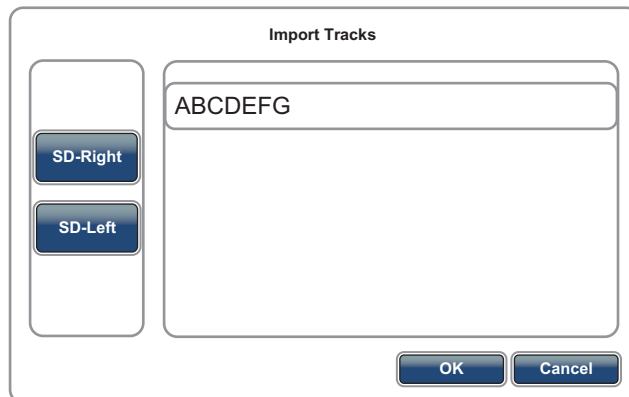 Import Tracks
ABCDEFG
SD-Right
SD-Left
OK Cancel